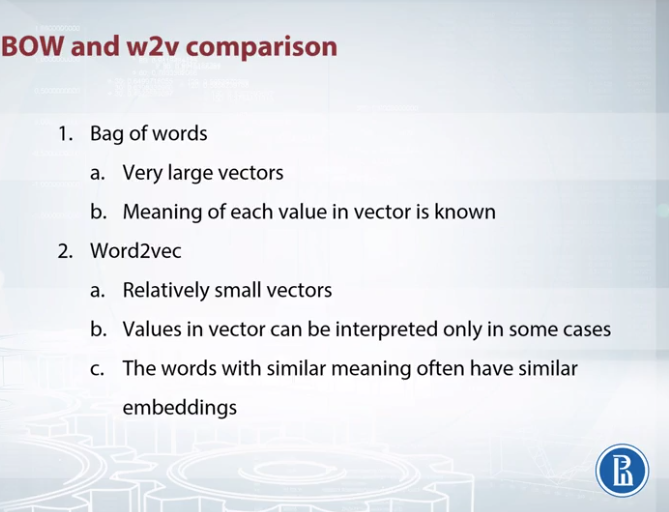 BOW and w2v comparison
1. Bag of words
a. Very large vectors
b. Meaning of each value in vector is known
2. Word2vec
a. Relatively small vectors
b. Values in vector can be interpreted only in some cases
c. The words with similar meaning often have similar
embeddings